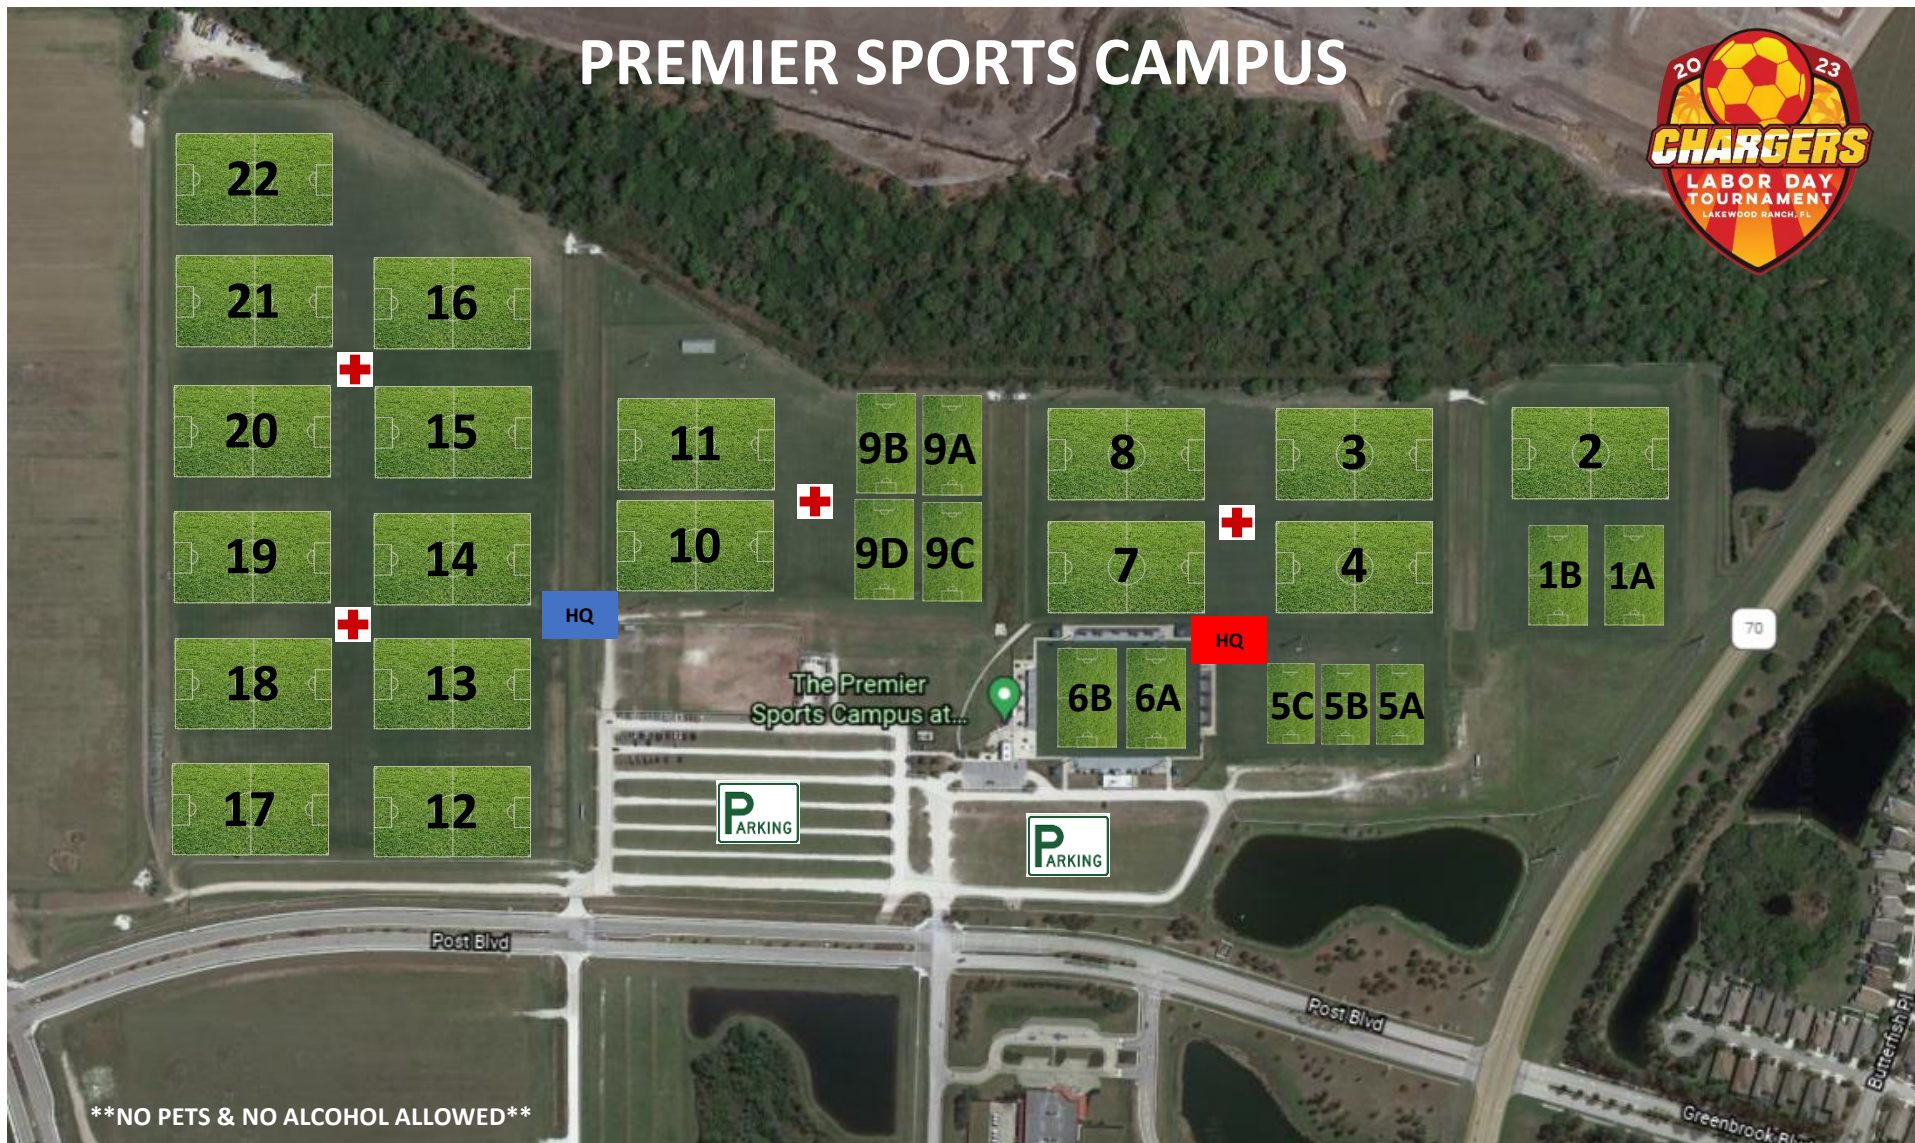 PREMIER SPORTS CAMPUS
20 23
CHARGERS
LABOR DAY
TOURNAMENT
LAKEWOOD RANCH, FL
22
21
16
20
15
11
9B
9A
8
3
2
19
14
10
9D
9C
7
4
1B
1A
HQ
HQ
70
18
13
The Premier
Sports Campus at...
6B
6A
5C
5B
5A
17
12
PARKING
PARKING
Post Blvd
Post Blvd
Butterfish Pl
Greenbrook
**NO PETS & NO ALCOHOL ALLOWED**